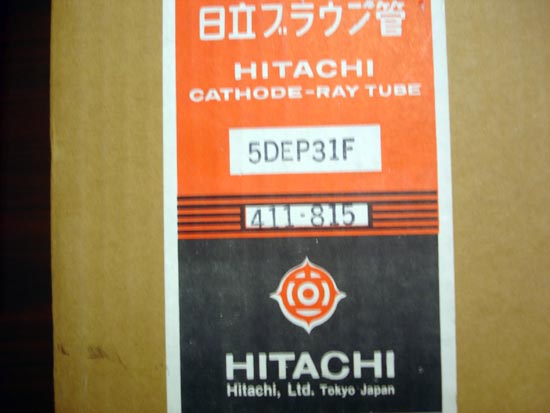 日立ブラウン管
HITACHI
CATHODE-RAY TUBE
5DEP31F
411-815
HITACHI
Hitachi, Ltd. Tokyo Japan